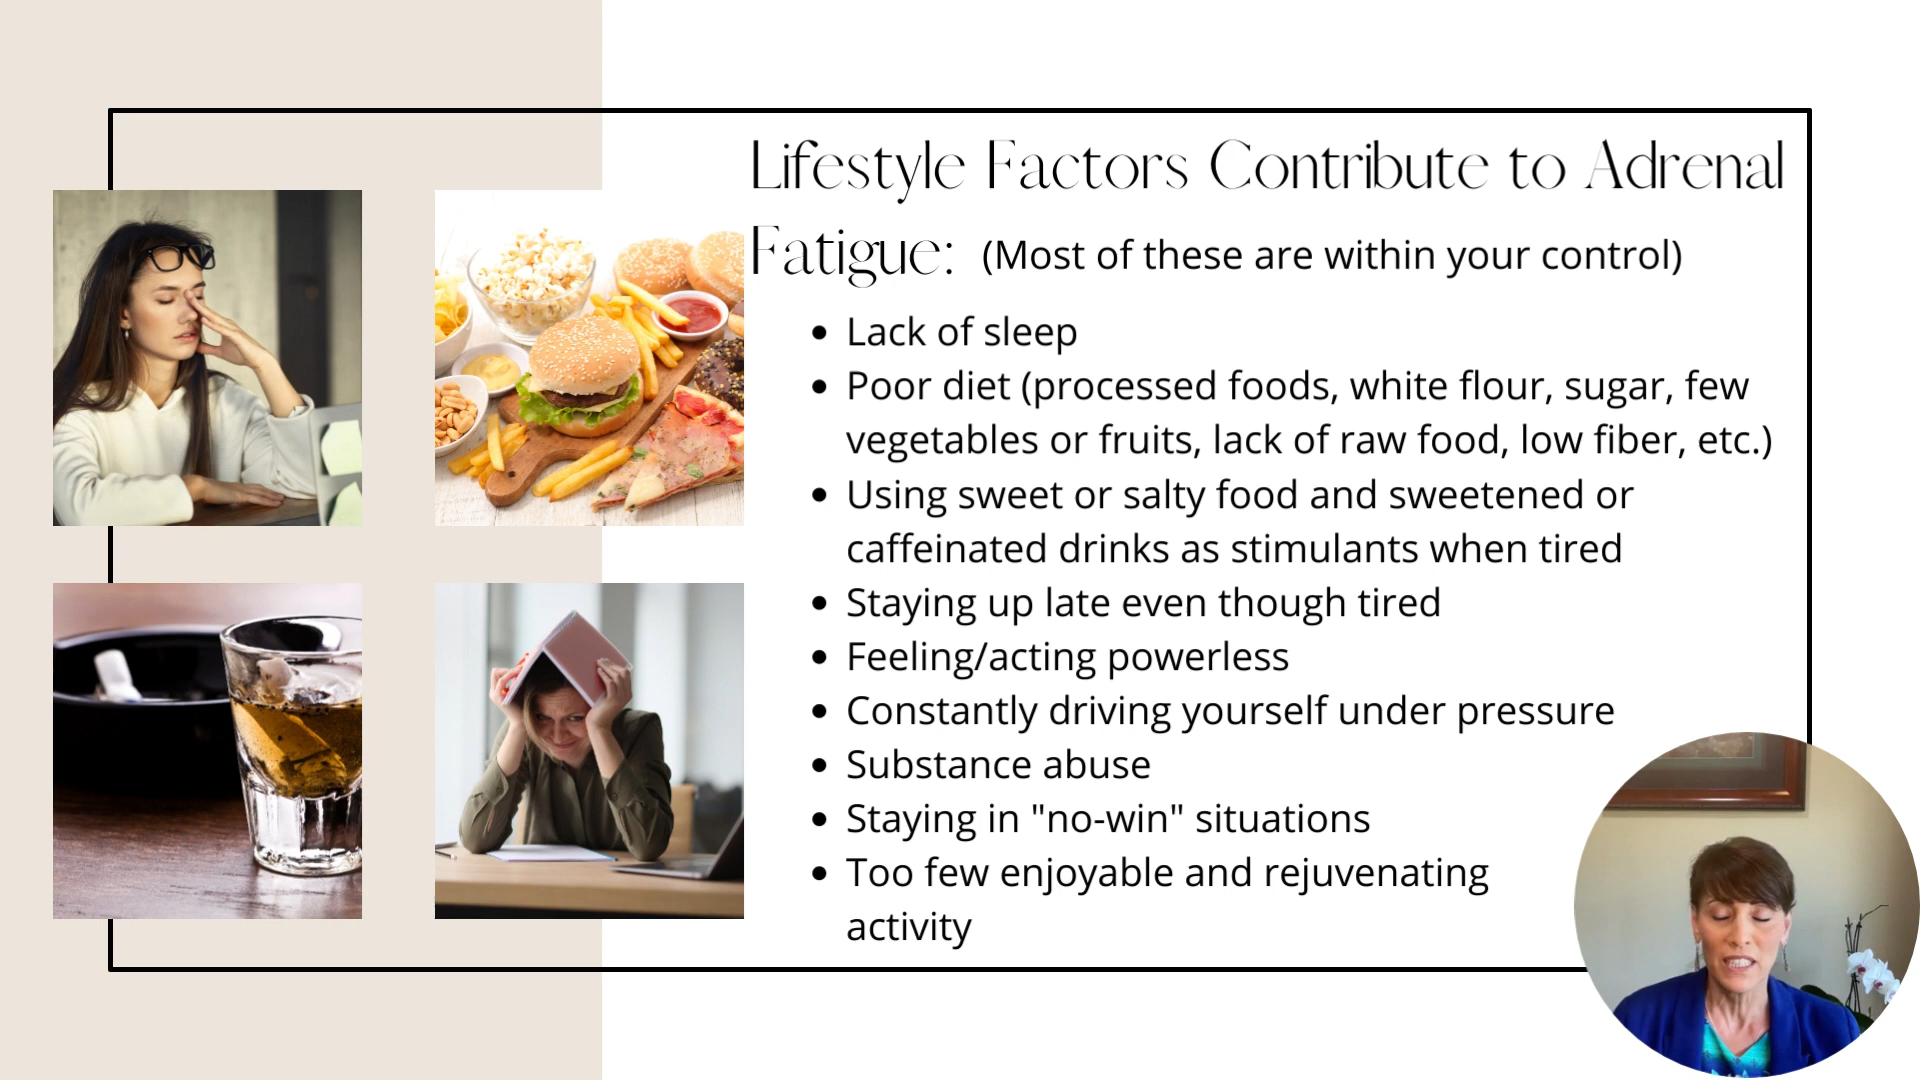 Lifestyle Factors Contribute to Adrenal
Fatigue: (Most of these are within your control)
• Lack of sleep
• Poor diet (processed foods, white flour, sugar, few
vegetables or fruits, lack of raw food, low fiber, etc.)
• Using sweet or salty food and sweetened or
caffeinated drinks as stimulants when tired
• Staying up late even though tired
• Feeling/acting powerless
• Constantly driving yourself under pressure
• Substance abuse
• Staying in "no-win" situations
• Too few enjoyable and rejuvenating
activity